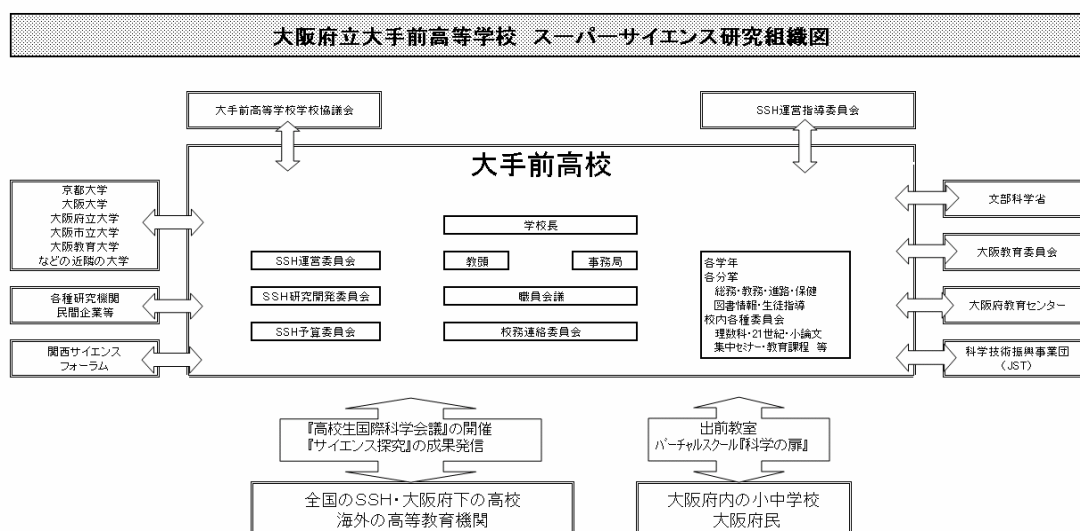 大阪府立大手前高等学校 スーパーサイエンス研究組織図
大手前高等学校学校協議会
SSH運営指導委員会
大手前高校
京都大学
大阪大学
大阪府立大学
大阪市立大学
大阪教育大学
などの近隣の大学
各種研究機関
民間企業等
関西サイエンス
フォーラム
学校長
SSH運営委員会
教頭
事務局
SSH研究開発委員会
職員会議
SSH予算委員会
校務連絡委員会
各学年
各分掌
総務・教務・進路・保健
図書情報・生徒指導
校内各種委員会
理数科・21世紀・小論文
集中セミナー・教育課程 等
文部科学省
大阪教育委員会
大阪府教育センター
科学技術振興事業団
(JST)
『高校生国際科学会議』の開催
『サイエンス探究』の成果発信
出前教室
バーチャルスクール『科学の扉』
全国のSSH・大阪府下の高校
海外の高等教育機関
大阪府内の小中学校
大阪府民